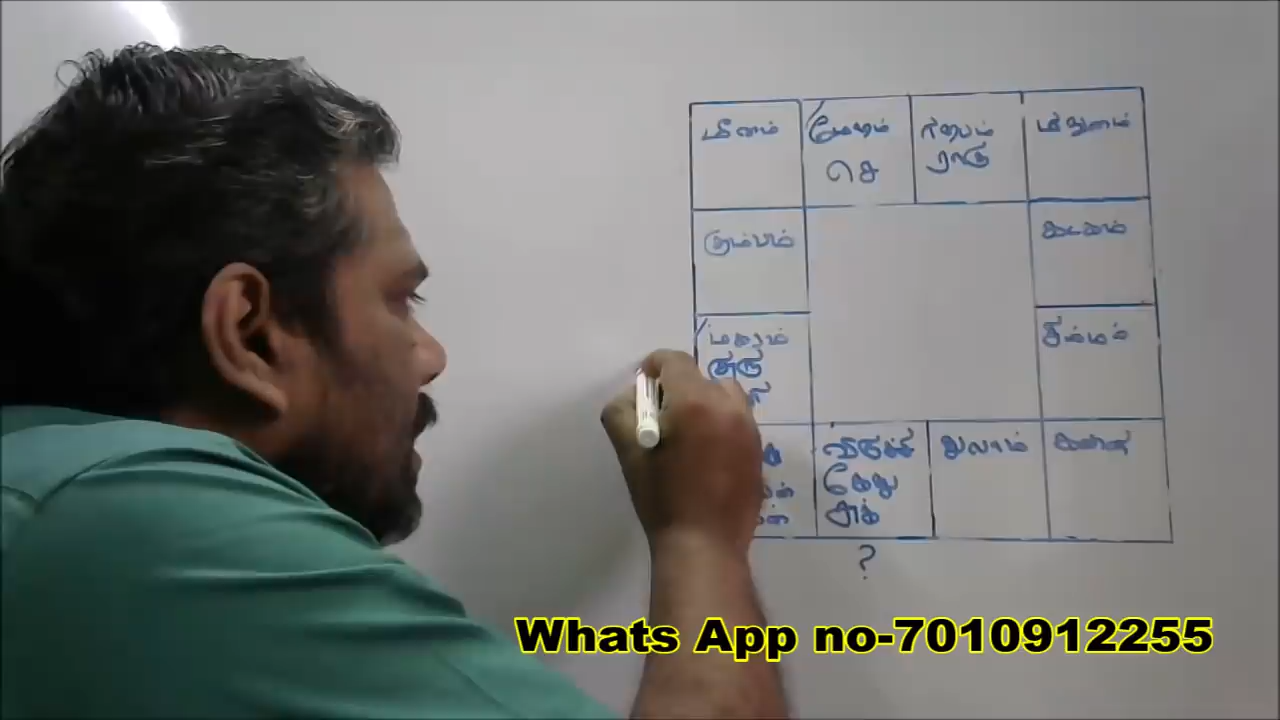 மீனம்
மேஷம்
செ
ரிஷபம்
ராகு
மிதுனம்
கும்பம்
கடகம்
மகரம்
குரு
சிம்மம்
விருச்சி
கேது
சுக்
துலாம்
கன்னி
?
Whats App no-7010912255